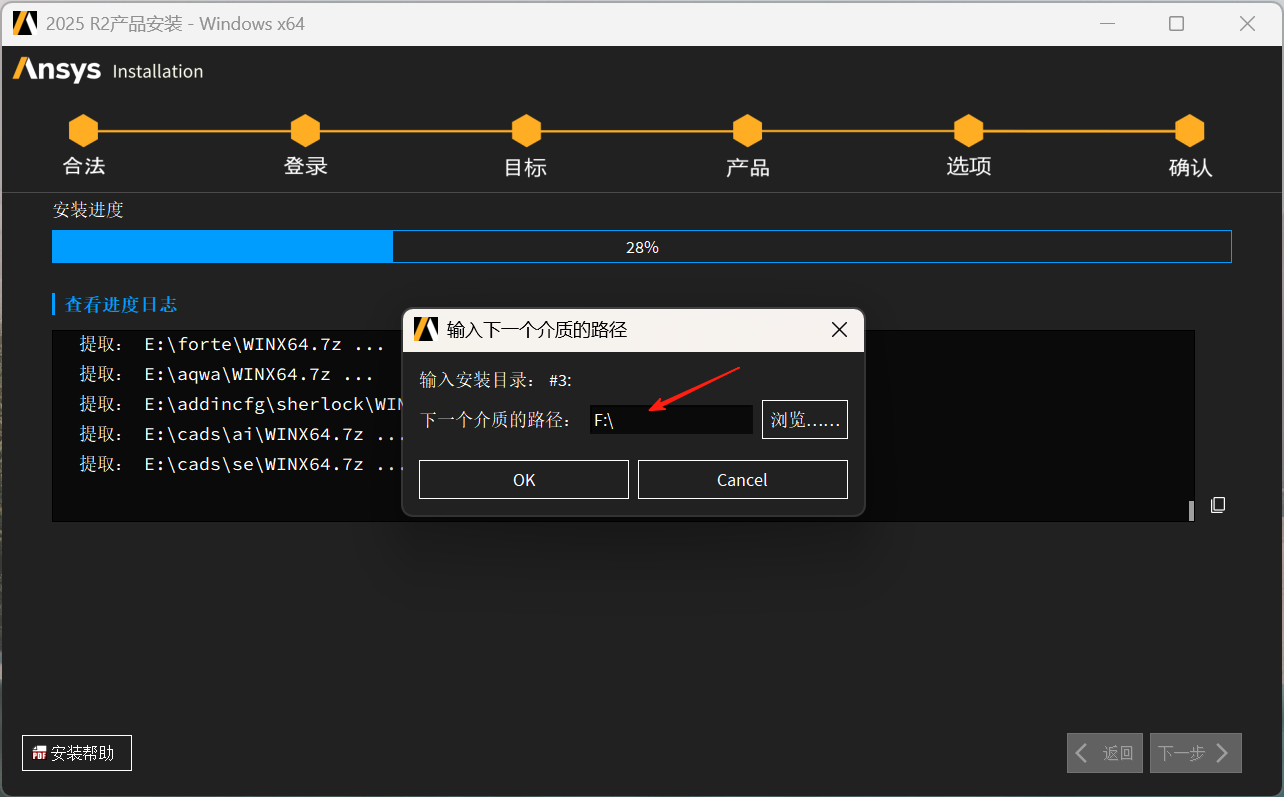 2025 R2产品安装 - Windows x64
Ansys Installation
合法 登录 目标 产品 选项 确认
安装进度
28%
查看进度日志
提取： E:\forte\WINX64.7z ...
提取： E:\aqwa\WINX64.7z ...
提取： E:\addincfg\sherlock\WIN
提取： E:\cads\ai\WINX64.7z ...
提取： E:\cads\se\WINX64.7z ...
输入下一个介质的路径
输入安装目录： #3:
下一个介质的路径： F:\ 浏览……
OK Cancel
PDF 安装帮助 返回 下一步